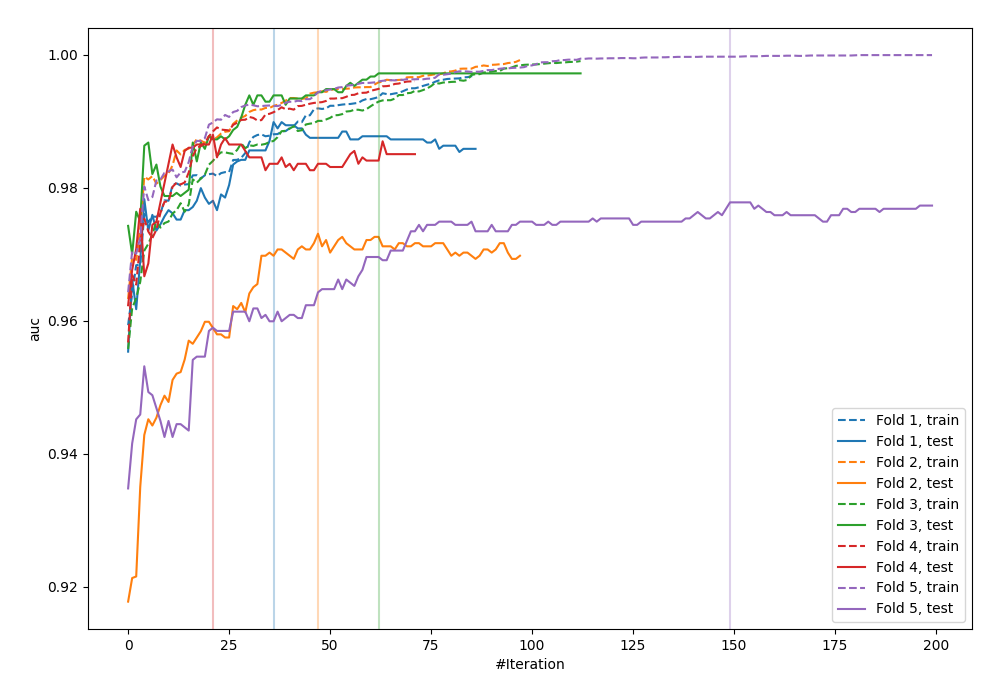 1.00
0.98
0.96
0.94
0.92
auc
0 25 50 75 100 125 150 175 200
#Iteration
Fold 1, train
Fold 1, test
Fold 2, train
Fold 2, test
Fold 3, train
Fold 3, test
Fold 4, train
Fold 4, test
Fold 5, train
Fold 5, test